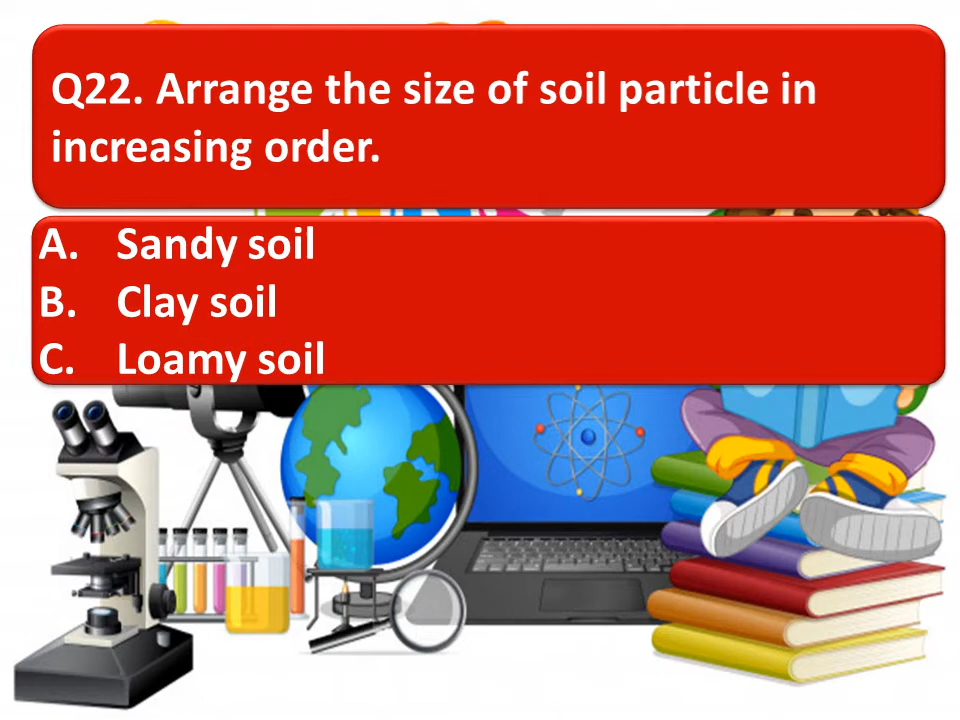 Q22. Arrange the size of soil particle in
increasing order.
A. Sandy soil
B. Clay soil
C. Loamy soil